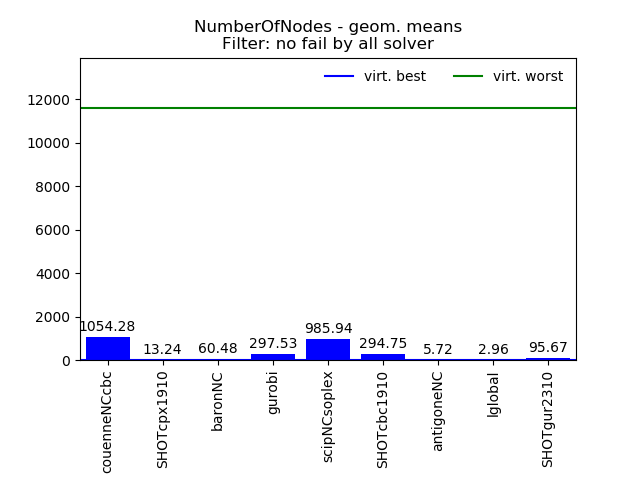 NumberOfNodes - geom. means
Filter: no fail by all solver
virt. best
virt. worst
12000
10000
8000
6000
4000
2000
0
1054.28
13.24
60.48
297.53
985.94
294.75
5.72
2.96
95.67
couenneNCcbc
SHOTcpx1910
baronNC
gurobi
scipNCsoplex
SHOTcbc1910
antigoneNC
lglobal
SHOTgur2310